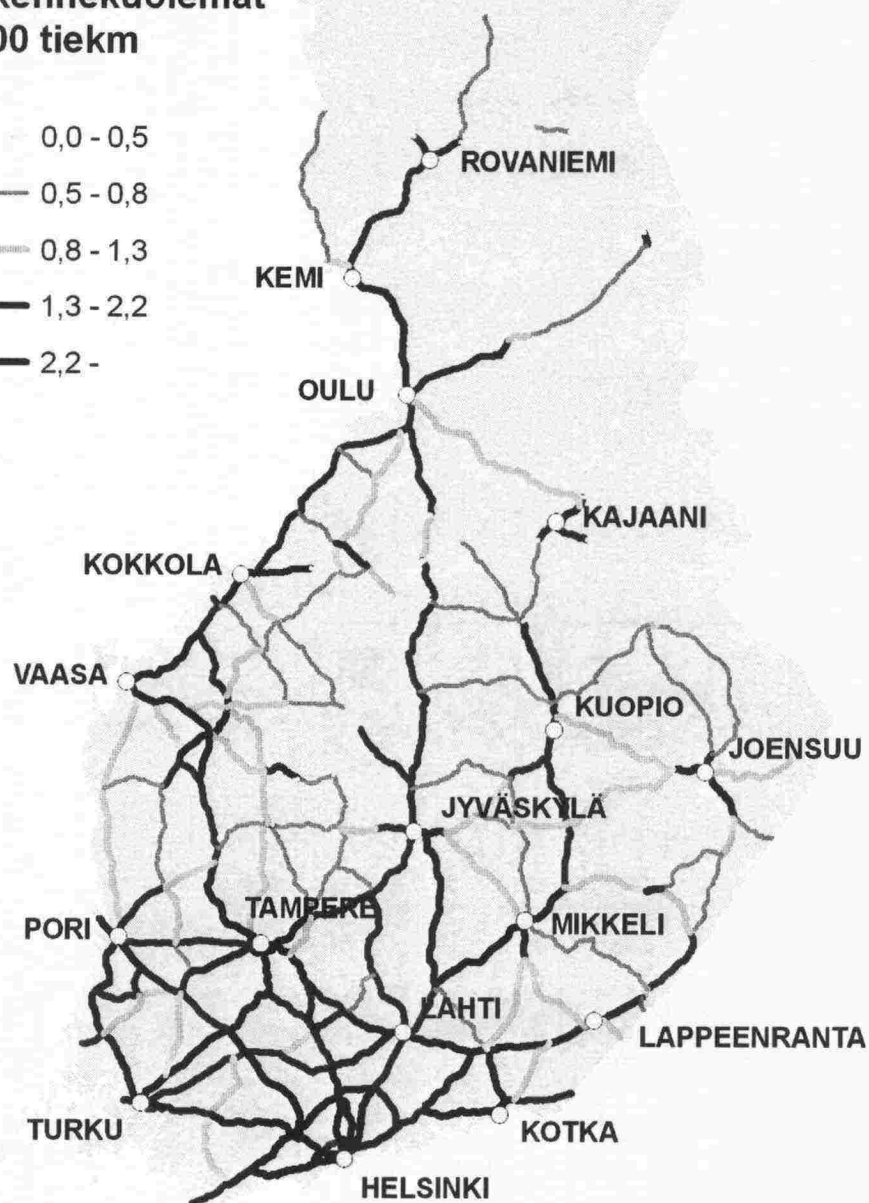 00 tiekm
0,0 - 0,5
0,5 - 0,8
0,8 - 1,3
1,3 - 2,2
2,2 -
ROVANIEMI
KEMI
OULU
KAJAANI
KOKKOLA
VAASA
KUOPIO
JOENSUU
JYVÄSKYLÄ
TAMPERE
PORI
MIKKELI
LAHTI
LAPPEENRANTA
TURKU
KOTKA
HELSINKI